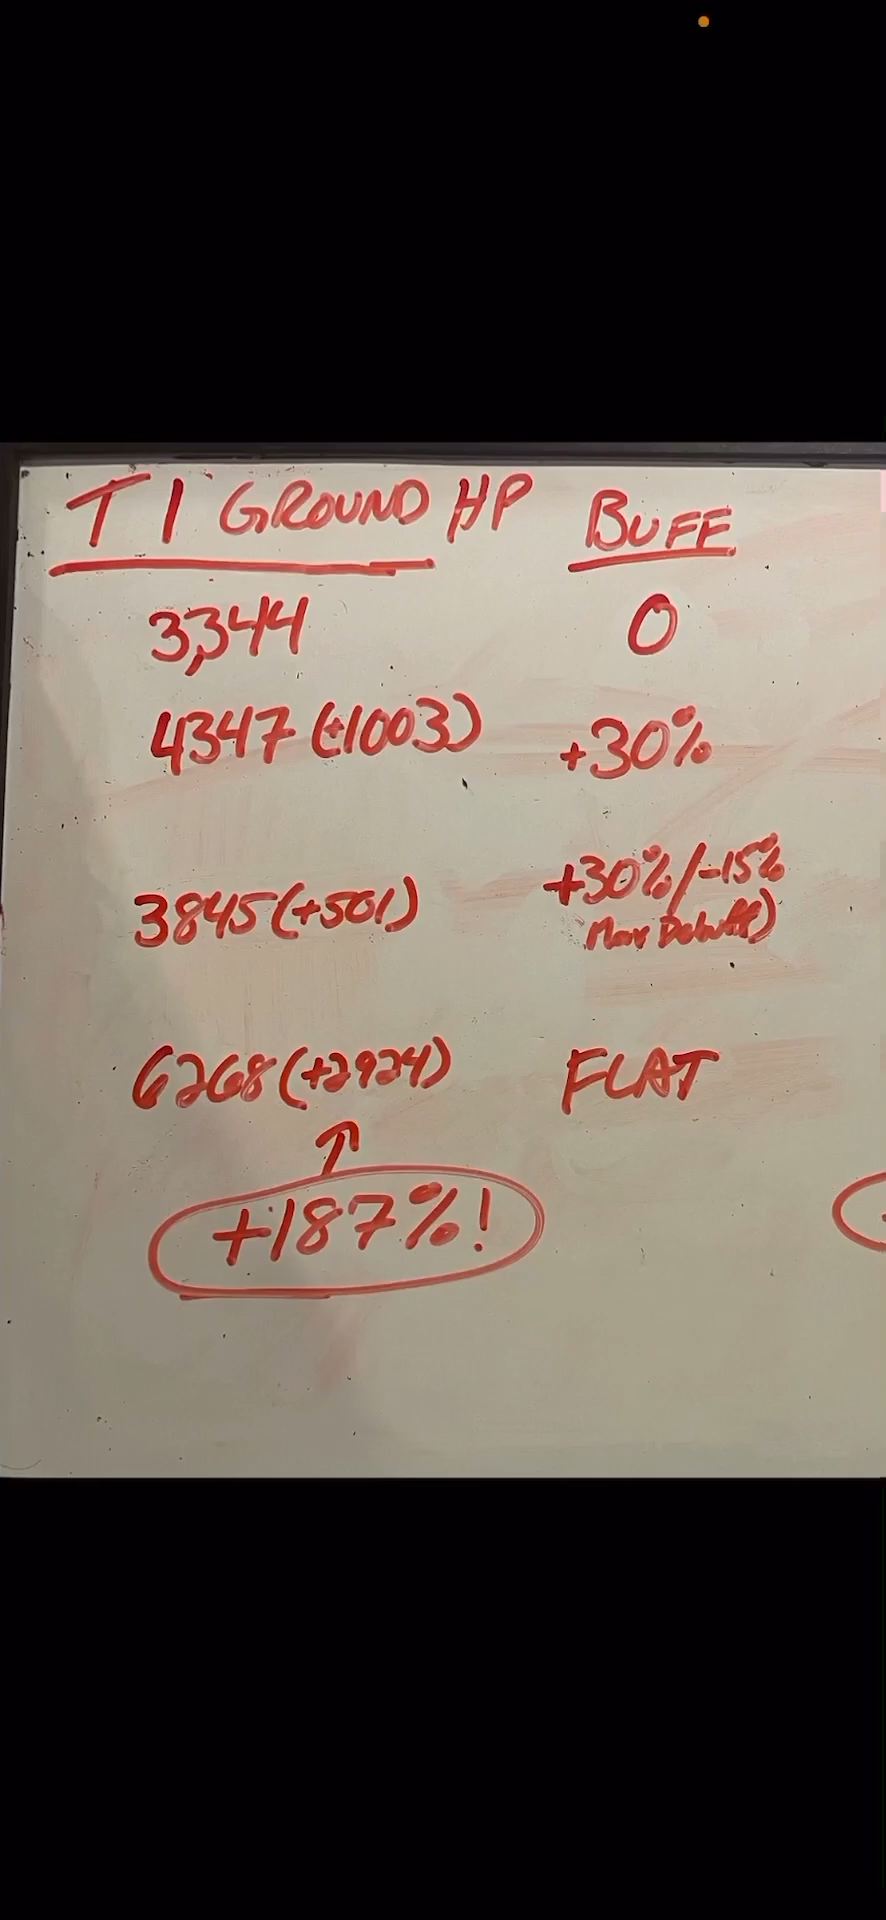 T1 GROUND HP BUFF
3,344 0
4347 (+1003) +30%
3845 (+501) +30%/-15%
Max Debuff)
6268 (+2924) FLAT
↑
+187%!